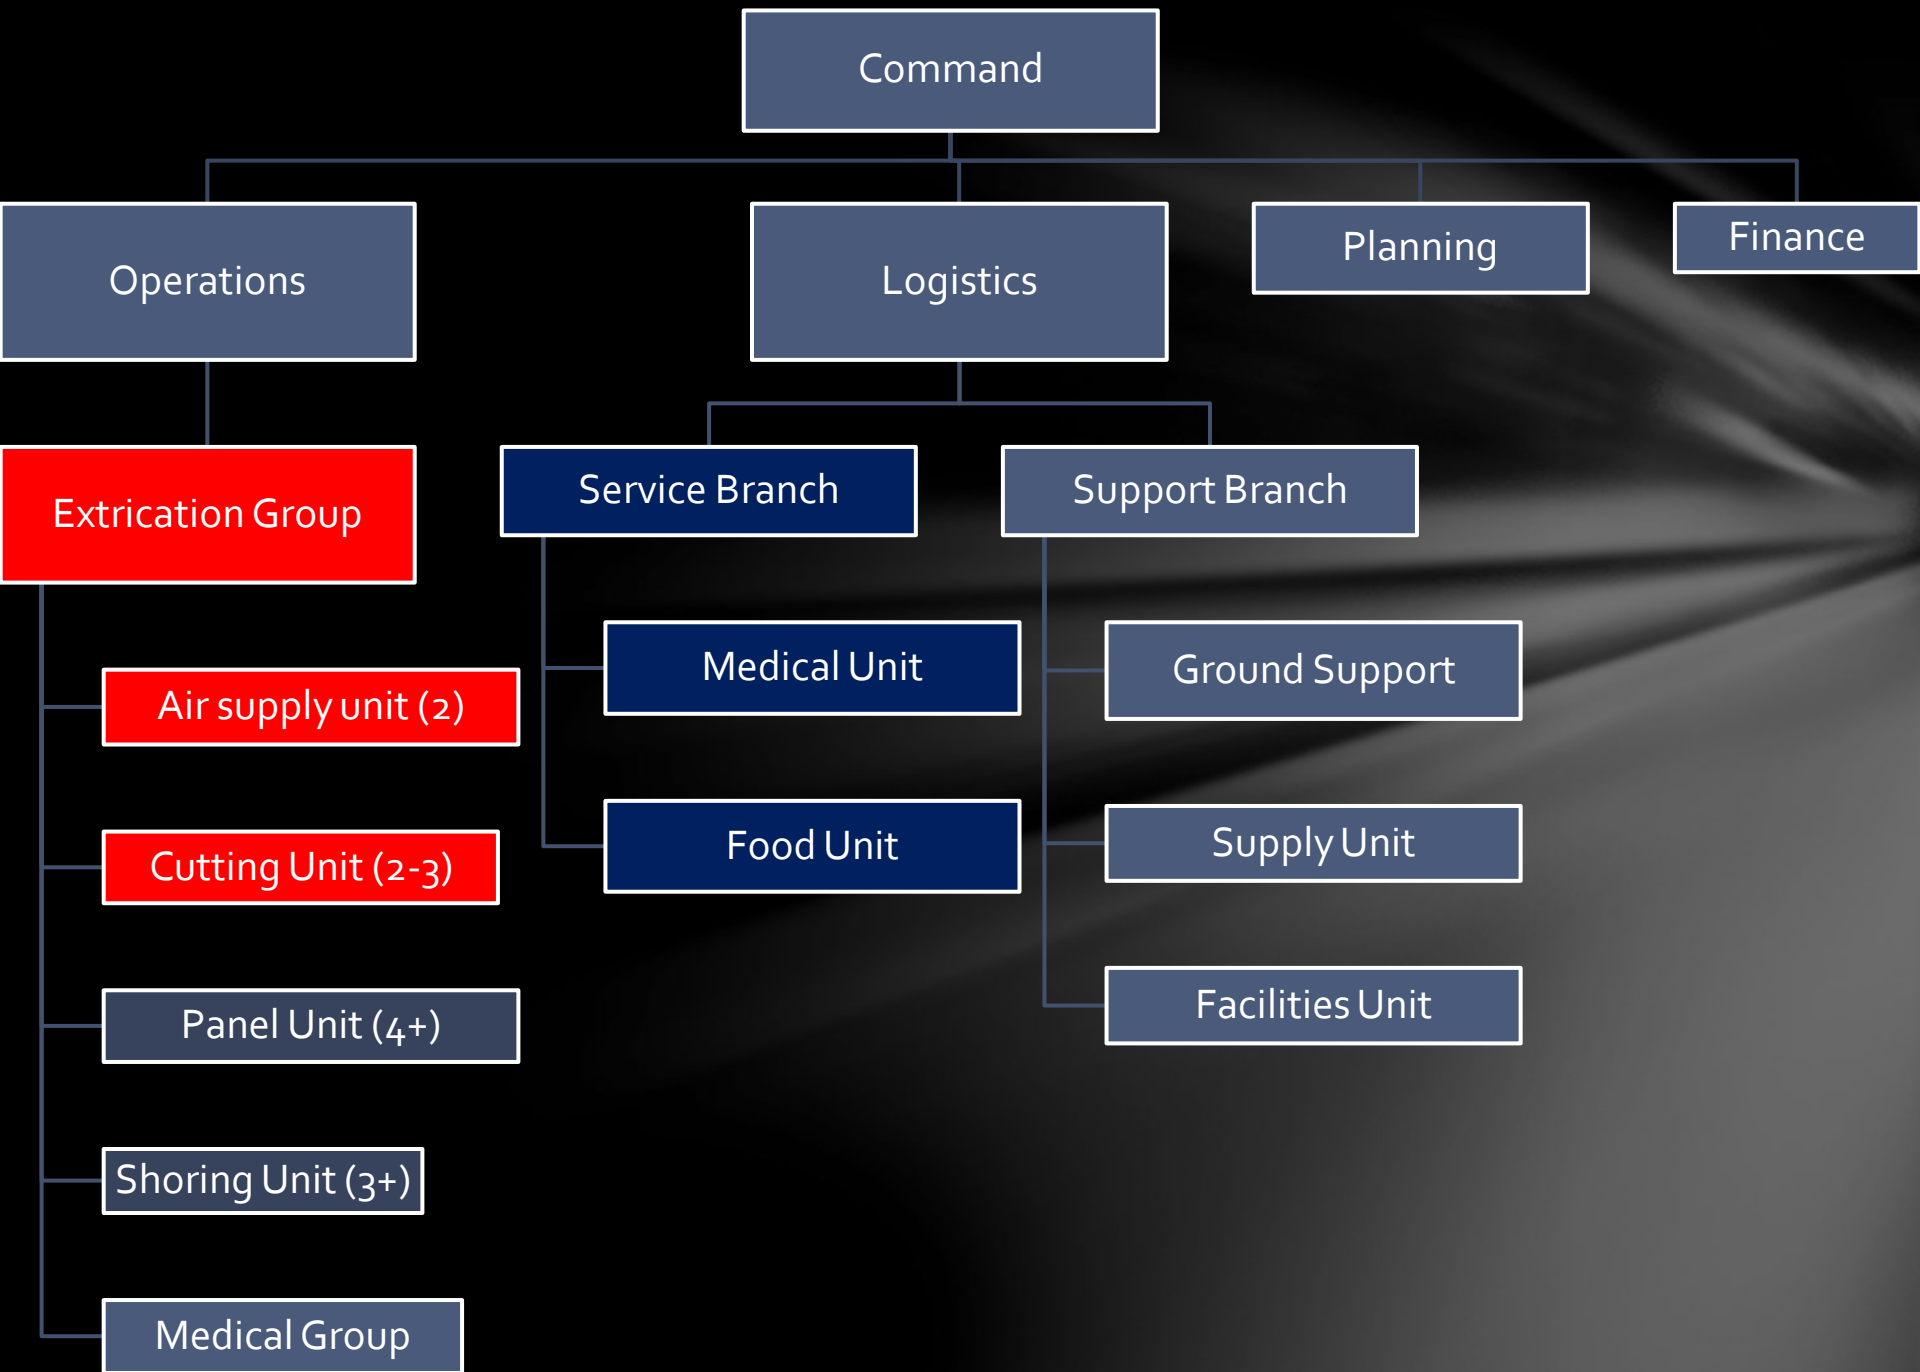 Command
Operations
Logistics
Planning
Finance
Extrication Group
Service Branch
Support Branch
Air supply unit (2)
Cutting Unit (2-3)
Panel Unit (4+)
Shoring Unit (3+)
Medical Group
Medical Unit
Food Unit
Ground Support
Supply Unit
Facilities Unit